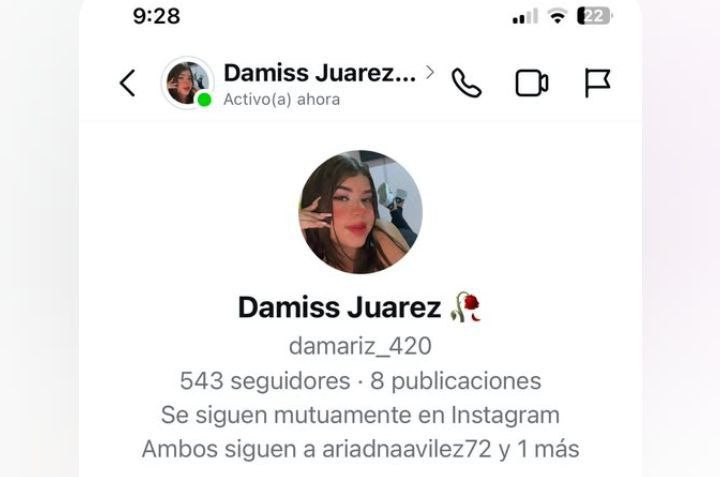 9:28
22
Damiss Juarez...
Activo(a) ahora
Damiss Juarez 🥀
damariz_420
543 seguidores · 8 publicaciones
Se siguen mutuamente en Instagram
Ambos siguen a ariadnaavilez72 y 1 más